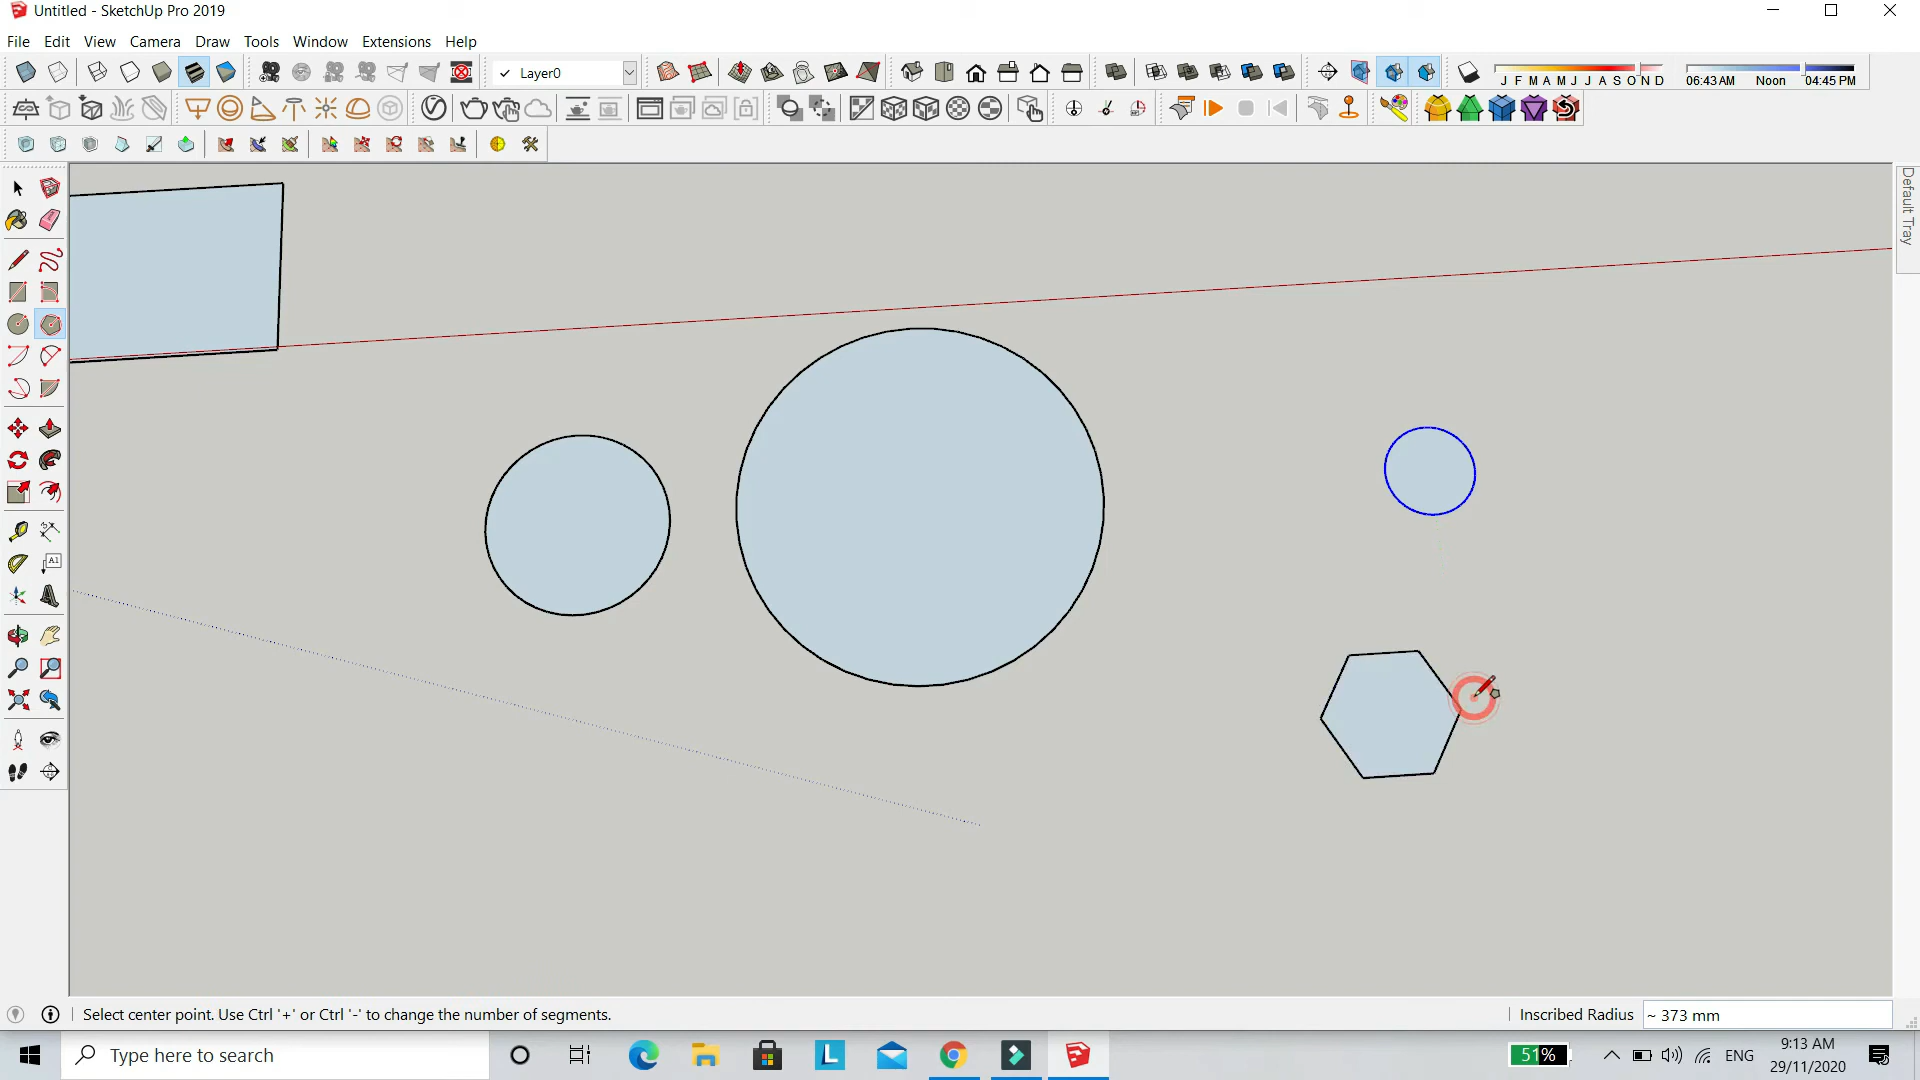 Untitled - SketchUp Pro 2019
File Edit View Camera Draw Tools Window Extensions Help
Layer0
J F M A M J J A S O N D
06:43 AM Noon 04:45 PM
Default Tray
A1
Select center point. Use Ctrl '+' or Ctrl '-' to change the number of segments.
Inscribed Radius ~ 373 mm
Type here to search
L
51%
ENG
9:13 AM
29/11/2020